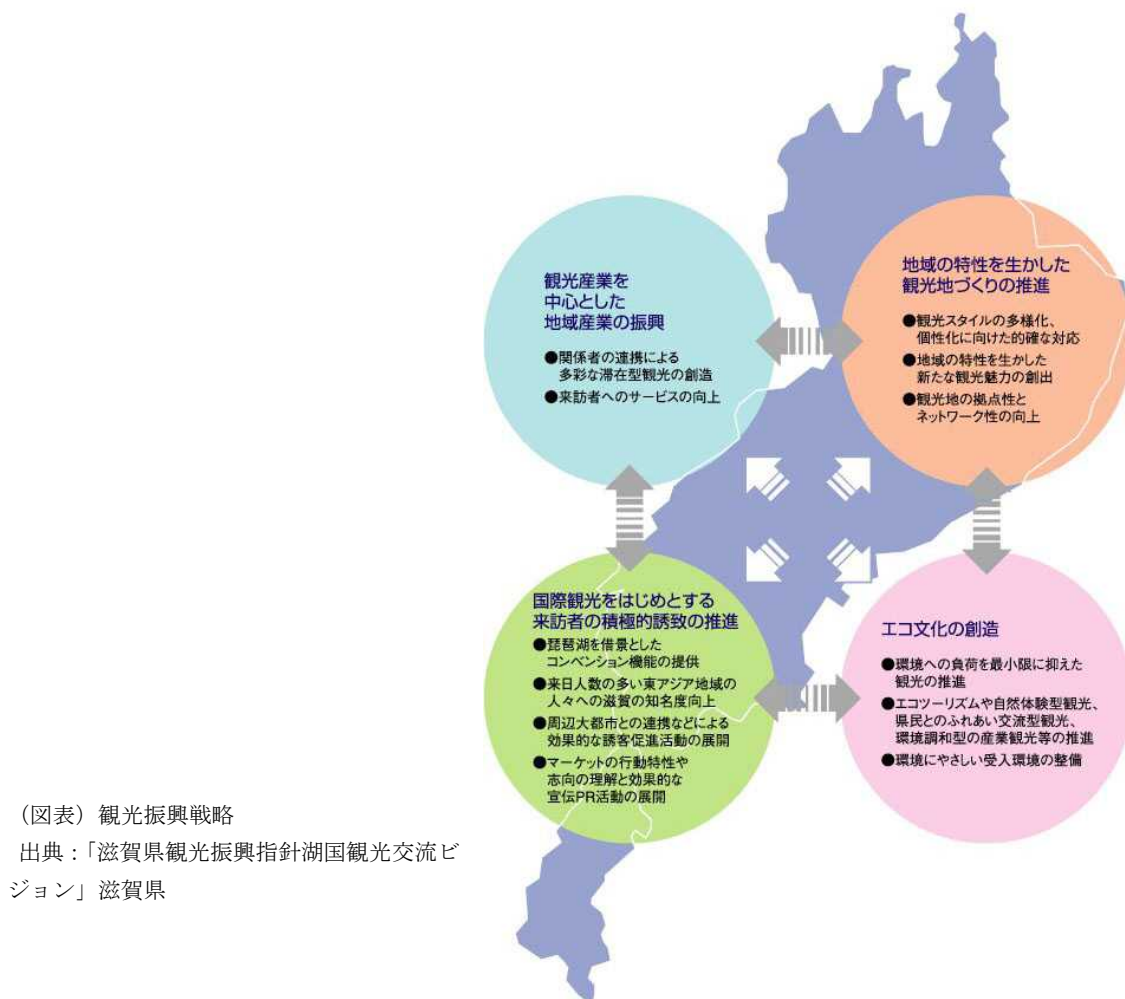 観光産業を
中心とした
地域産業の振興
●関係者の連携による
多彩な滞在型観光の創造
●来訪者へのサービスの向上
地域の特性を生かした
観光地づくりの推進
●観光スタイルの多様化、
個性化に向けた的確な対応
●地域の特性を生かした
新たな観光魅力の創出
●観光地の拠点性と
ネットワーク性の向上
国際観光をはじめとする
来訪者の積極的誘致の推進
●琵琶湖を借景とした
コンベンション機能の提供
●来日人数の多い東アジア地域の
人々への滋賀の知名度向上
●周辺大都市との連携などによる
効果的な誘客促進活動の展開
●マーケットの行動特性や
志向の理解と効果的な
宣伝PR活動の展開
エコ文化の創造
●環境への負荷を最小限に抑えた
観光の推進
●エコツーリズムや自然体験型観光、
県民とのふれあい交流型観光、
環境調和型の産業観光等の推進
●環境にやさしい受入環境の整備
（図表）観光振興戦略
出典：「滋賀県観光振興指針湖国観光交流ビ
ジョン」滋賀県